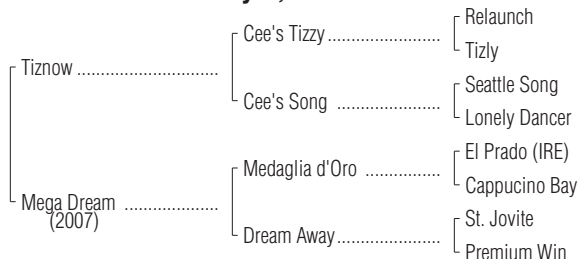 Relaunch
Cee's Tizzy
Tizly
Tiznow
Seattle Song
Cee's Song
Lonely Dancer
El Prado (IRE)
Medaglia d'Oro
Cappucino Bay
Mega Dream
(2007)
St. Jovite
Dream Away
Premium Win